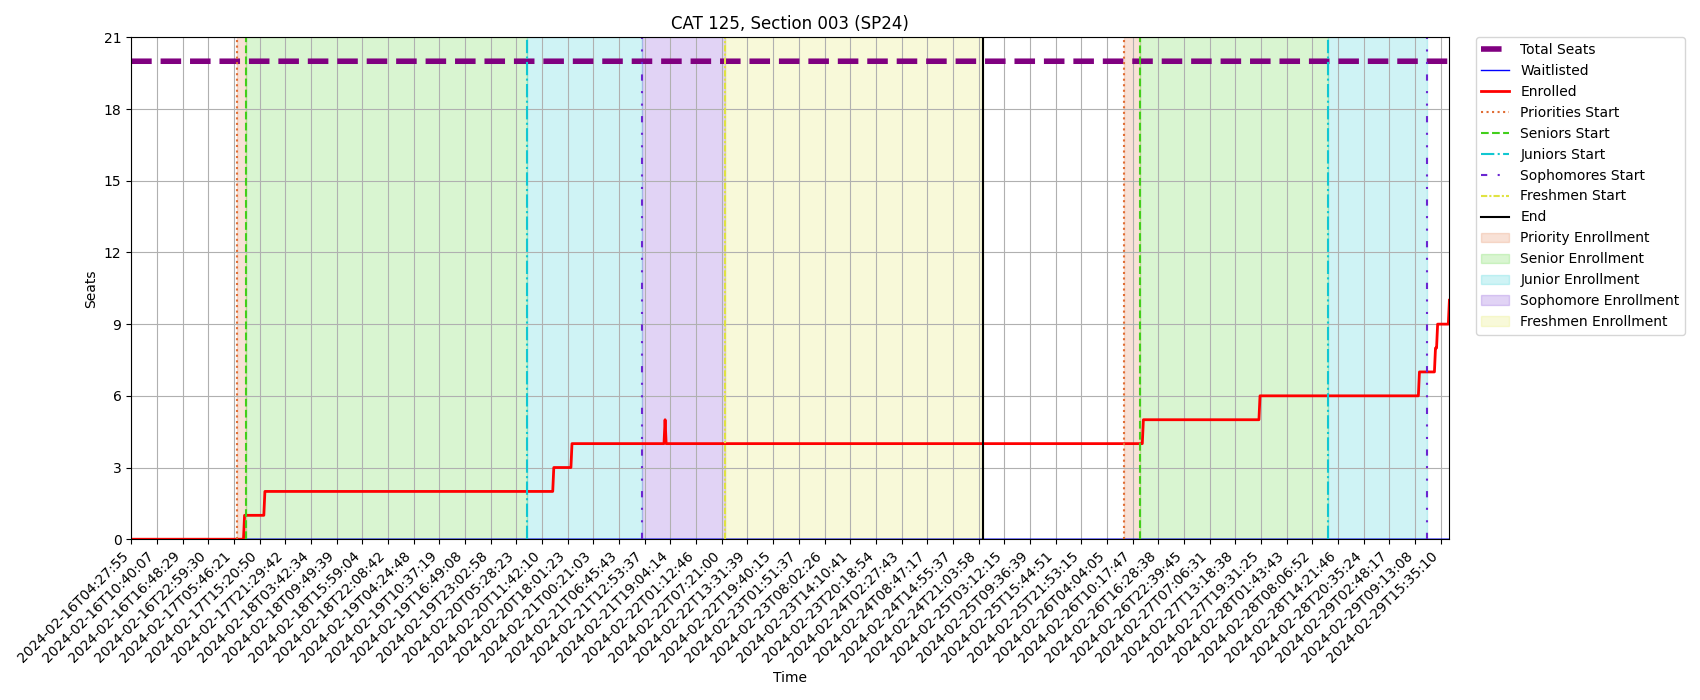 CAT 125, Section 003 (SP24)
21
18
15
12
9
6
3
0
Seats
2024-02-16T04:27:55
2024-02-16T10:40:07
2024-02-16T16:48:29
2024-02-16T22:59:30
2024-02-17T05:46:21
2024-02-17T15:20:50
2024-02-17T21:29:42
2024-02-18T03:42:34
2024-02-18T09:49:39
2024-02-18T15:59:04
2024-02-18T22:08:42
2024-02-19T04:24:48
2024-02-19T10:37:19
2024-02-19T16:49:08
2024-02-19T23:02:58
2024-02-20T05:28:23
2024-02-20T11:42:10
2024-02-20T18:01:23
2024-02-21T00:21:03
2024-02-21T06:45:43
2024-02-21T12:53:37
2024-02-21T19:04:14
2024-02-22T01:12:46
2024-02-22T07:21:00
2024-02-22T13:31:39
2024-02-22T19:40:15
2024-02-23T01:51:37
2024-02-23T08:02:26
2024-02-23T14:10:41
2024-02-23T20:18:54
2024-02-24T02:27:43
2024-02-24T08:47:17
2024-02-24T14:55:37
2024-02-24T21:03:58
2024-02-25T03:12:15
2024-02-25T09:36:39
2024-02-25T15:44:51
2024-02-25T21:53:15
2024-02-26T04:04:05
2024-02-26T10:17:47
2024-02-26T16:28:38
2024-02-26T22:39:45
2024-02-27T07:06:31
2024-02-27T13:18:38
2024-02-27T19:31:25
2024-02-28T01:43:43
2024-02-28T08:06:52
2024-02-28T14:21:46
2024-02-28T20:35:24
2024-02-29T02:48:17
2024-02-29T09:13:08
2024-02-29T15:35:10
Time
Total Seats
Waitlisted
Enrolled
Priorities Start
Seniors Start
Juniors Start
Sophomores Start
Freshmen Start
End
Priority Enrollment
Senior Enrollment
Junior Enrollment
Sophomore Enrollment
Freshmen Enrollment